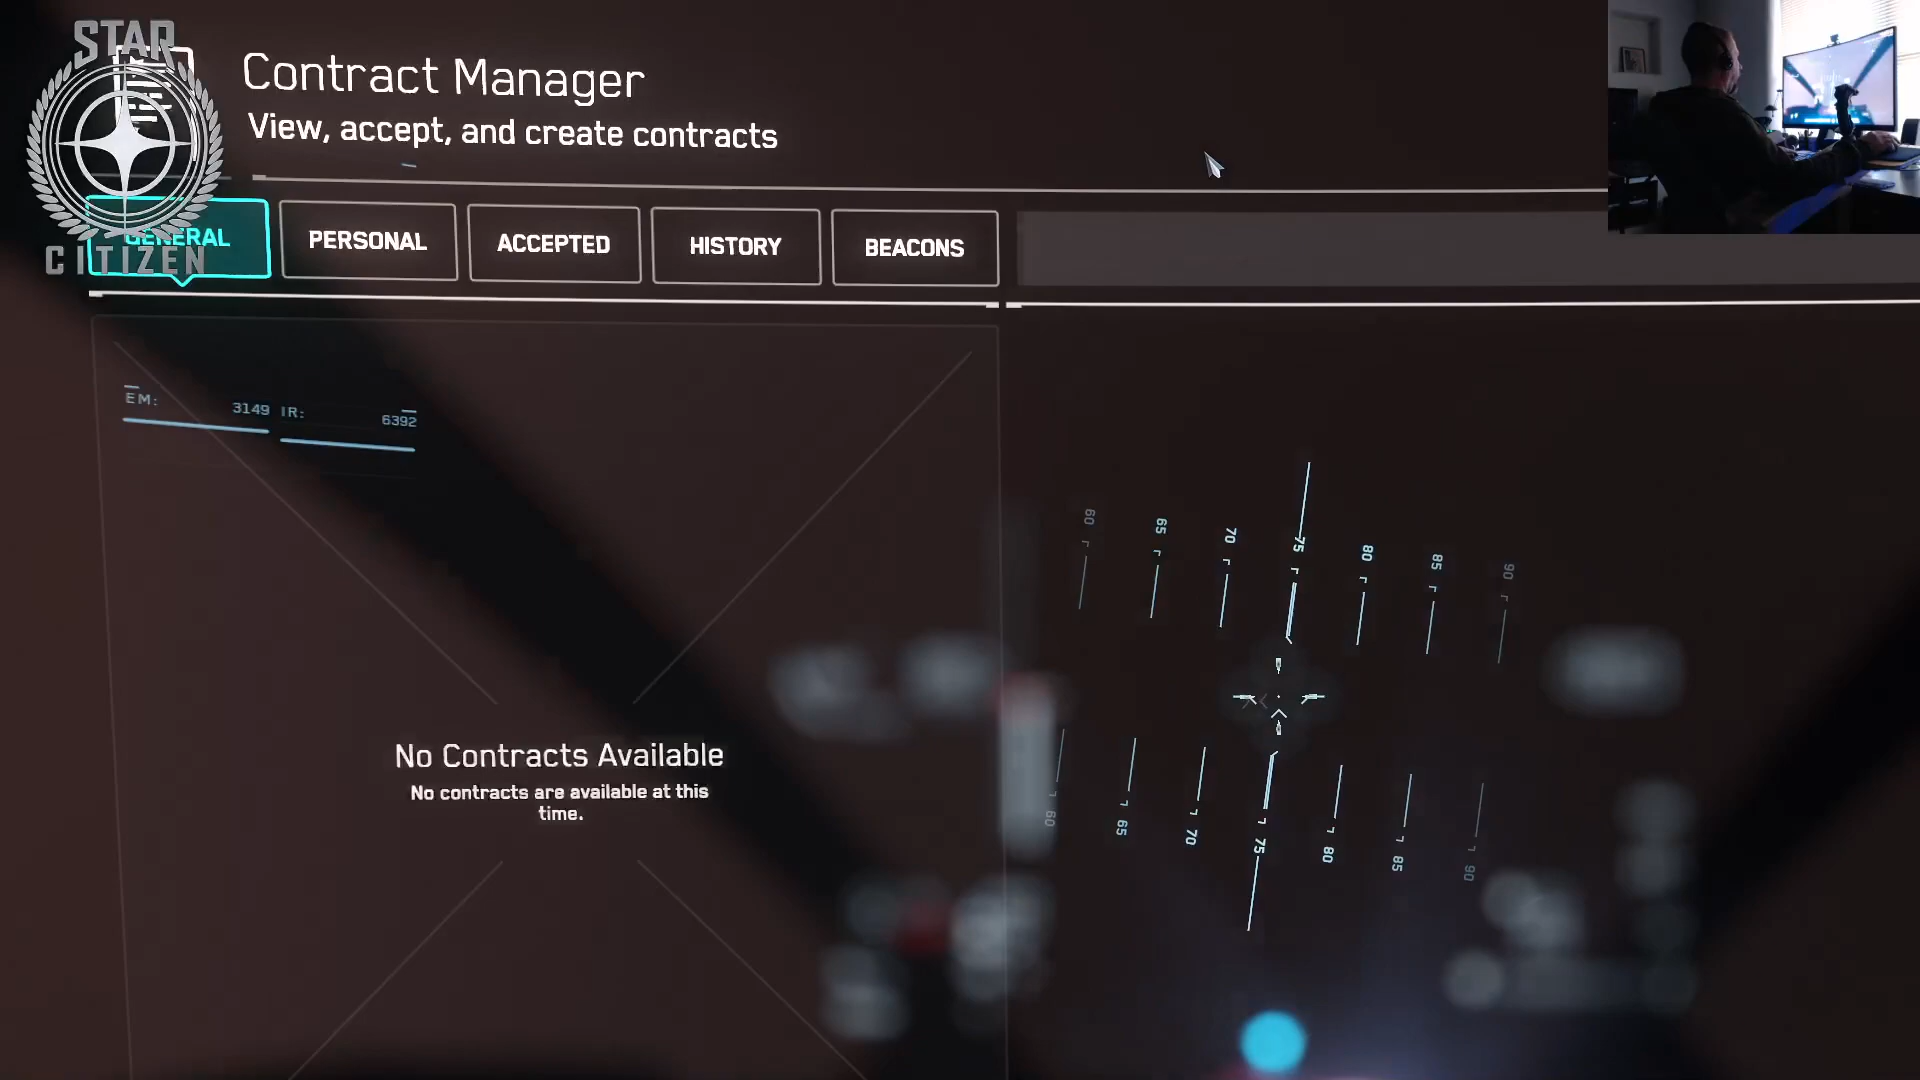 STAR
CITIZEN
Contract Manager
View, accept, and create contracts
GENERAL
PERSONAL
ACCEPTED
HISTORY
BEACONS
EM: 3149 IR: 6392
60 65 70 75 80 85 90
No Contracts Available
No contracts are available at this
time.
60 65 70 75 80 85 90